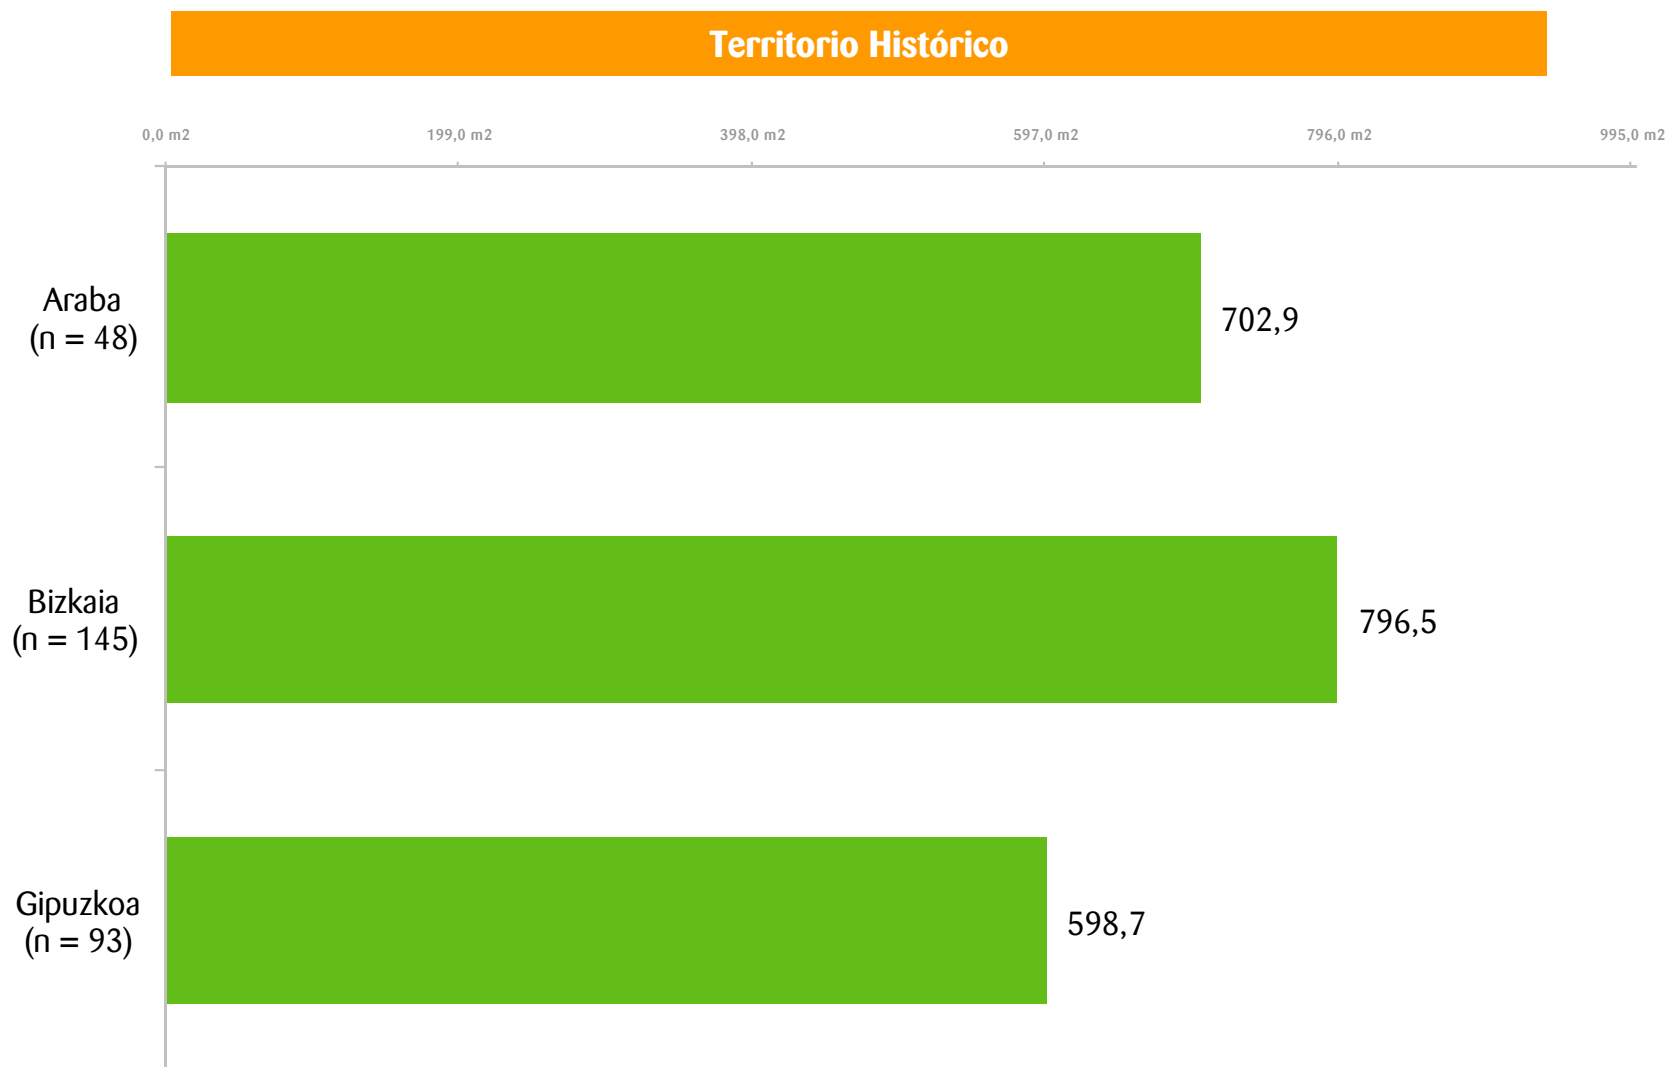 Territorio Histórico
0,0 m2 199,0 m2 398,0 m2 597,0 m2 796,0 m2 995,0 m2
Araba
(n = 48)
702,9
Bizkaia
(n = 145)
796,5
Gipuzkoa
(n = 93)
598,7